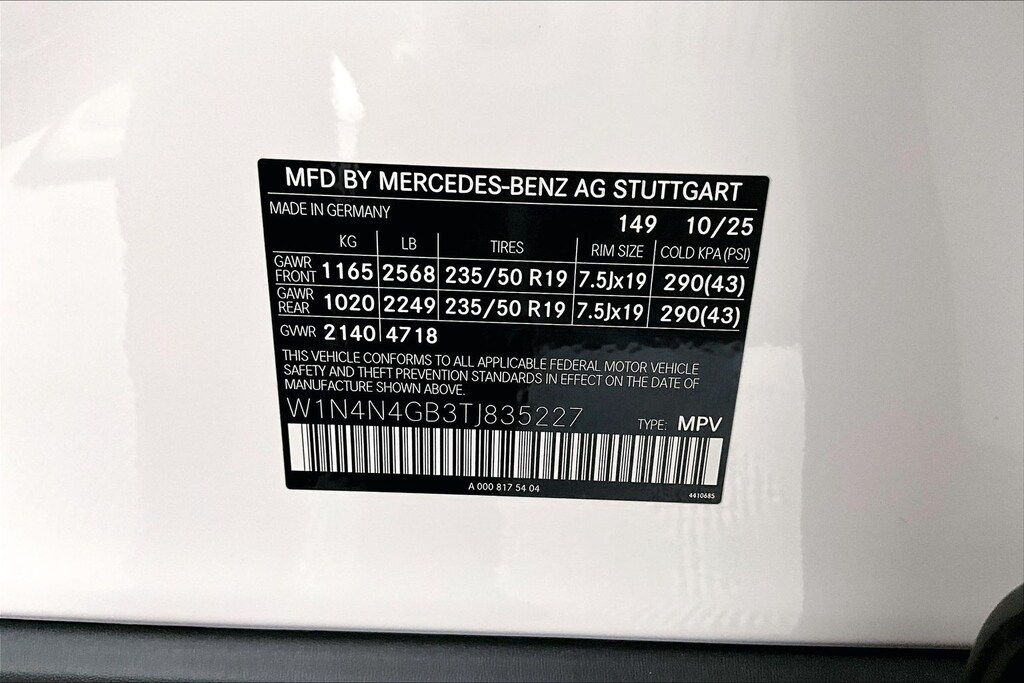 MFD BY MERCEDES-BENZ AG STUTTGART
MADE IN GERMANY 149 10/25
KG LB TIRES RIM SIZE COLD KPA (PSI)
GAWR FRONT 1165 2568 235/50 R19 7.5Jx19 290(43)
GAWR REAR 1020 2249 235/50 R19 7.5Jx19 290(43)
GVWR 2140 4718
THIS VEHICLE CONFORMS TO ALL APPLICABLE FEDERAL MOTOR VEHICLE
SAFETY AND THEFT PREVENTION STANDARDS IN EFFECT ON THE DATE OF
MANUFACTURE SHOWN ABOVE.
W1N4N4GB3TJ835227 TYPE: MPV
A 000 817 54 04 4410685